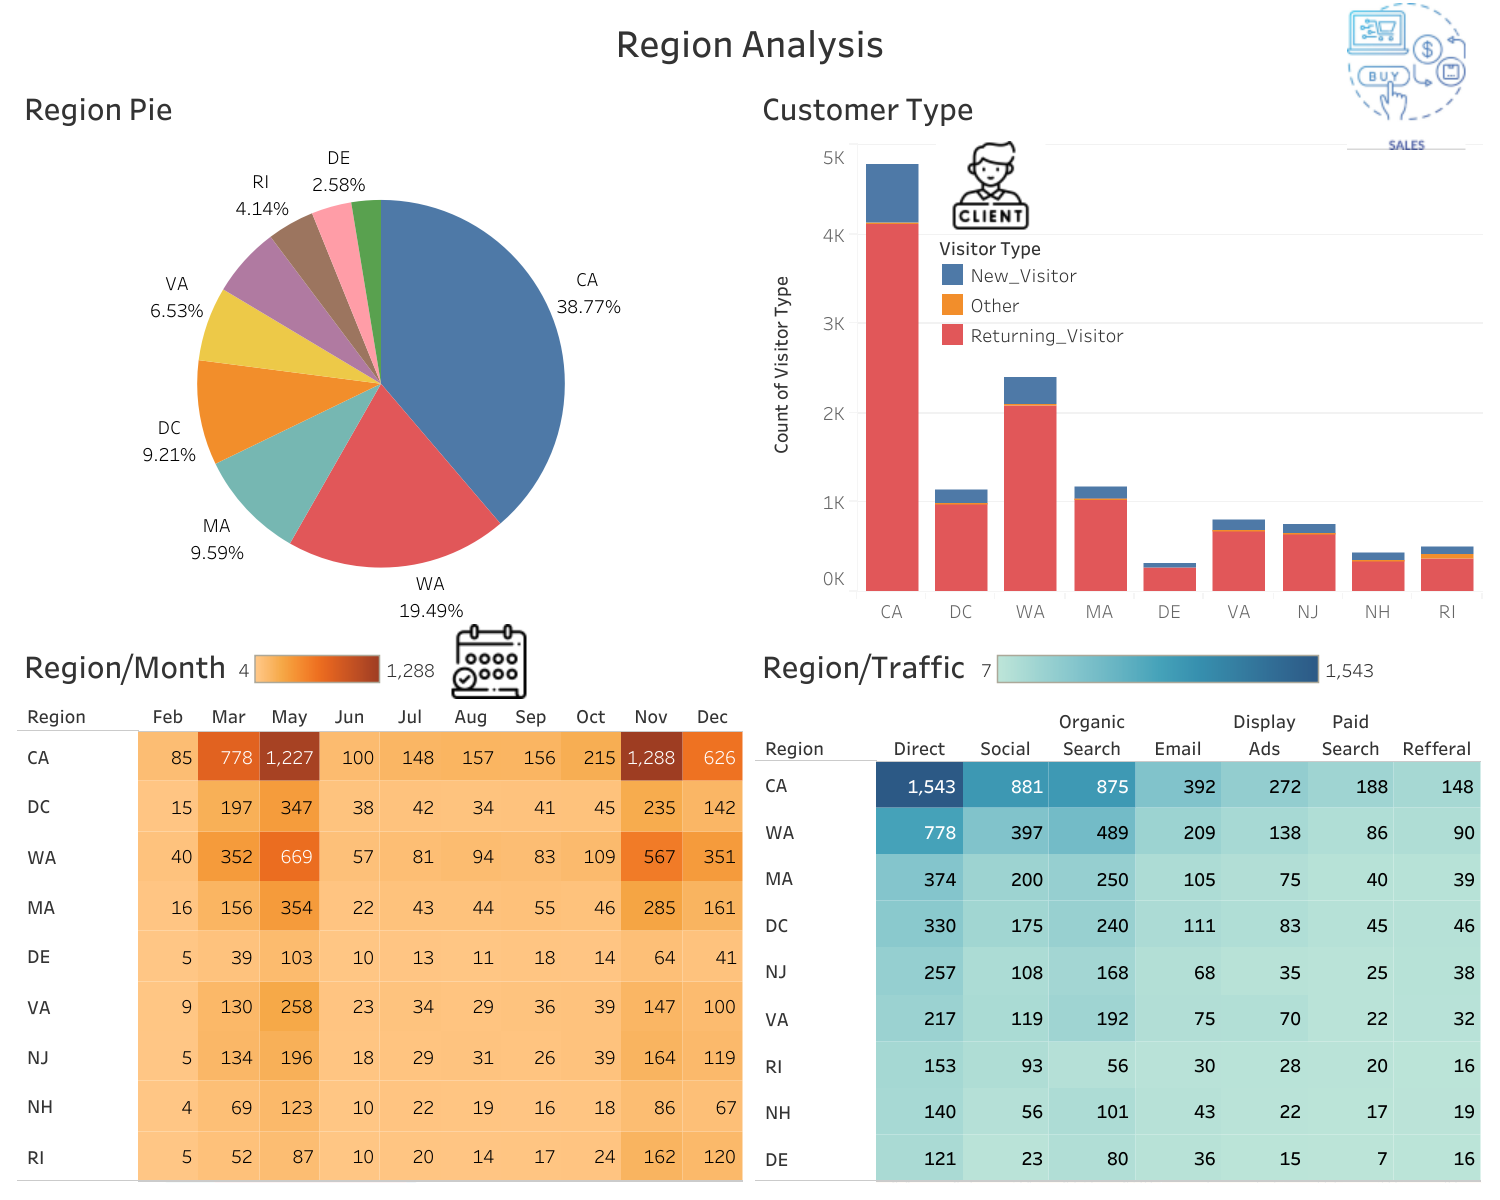 Region Analysis
BUY
$
SALES
Region Pie
DE
2.58%
RI
4.14%
CA
38.77%
VA
6.53%
DC
9.21%
MA
9.59%
WA
19.49%
Customer Type
CLIENT
Visitor Type
New_Visitor
Other
Returning_Visitor
Count of Visitor Type
5K
4K
3K
2K
1K
0K
CA DC WA MA DE VA NJ NH RI
Region/Month 4 1,288
Region Feb Mar May Jun Jul Aug Sep Oct Nov Dec
CA 85 778 1,227 100 148 157 156 215 1,288 626
DC 15 197 347 38 42 34 41 45 235 142
WA 40 352 669 57 81 94 83 109 567 351
MA 16 156 354 22 43 44 55 46 285 161
DE 5 39 103 10 13 11 18 14 64 41
VA 9 130 258 23 34 29 36 39 147 100
NJ 5 134 196 18 29 31 26 39 164 119
NH 4 69 123 10 22 19 16 18 86 67
RI 5 52 87 10 20 14 17 24 162 120
Region/Traffic 7 1,543
Region Direct Social Organic Search Email Display Ads Paid Search Refferal
CA 1,543 881 875 392 272 188 148
WA 778 397 489 209 138 86 90
MA 374 200 250 105 75 40 39
DC 330 175 240 111 83 45 46
NJ 257 108 168 68 35 25 38
VA 217 119 192 75 70 22 32
RI 153 93 56 30 28 20 16
NH 140 56 101 43 22 17 19
DE 121 23 80 36 15 7 16